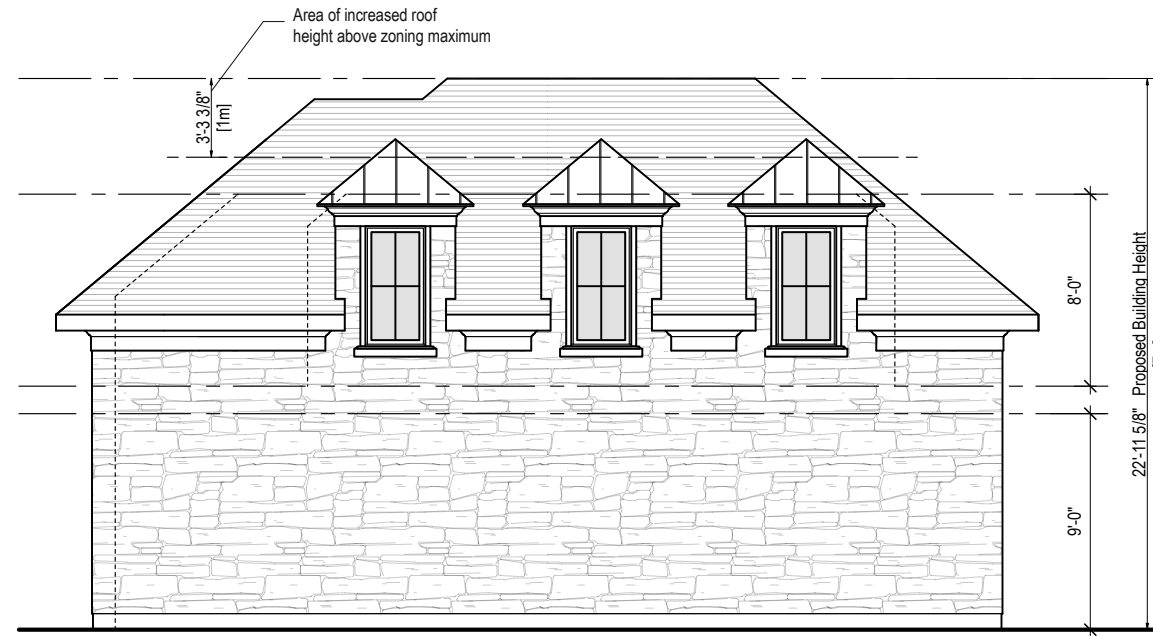 Area of increased roof
height above zoning maximum
3'-3 3/8"
[1m]
8'-0"
9'-0"
22'-11 5/8" Proposed Building Height